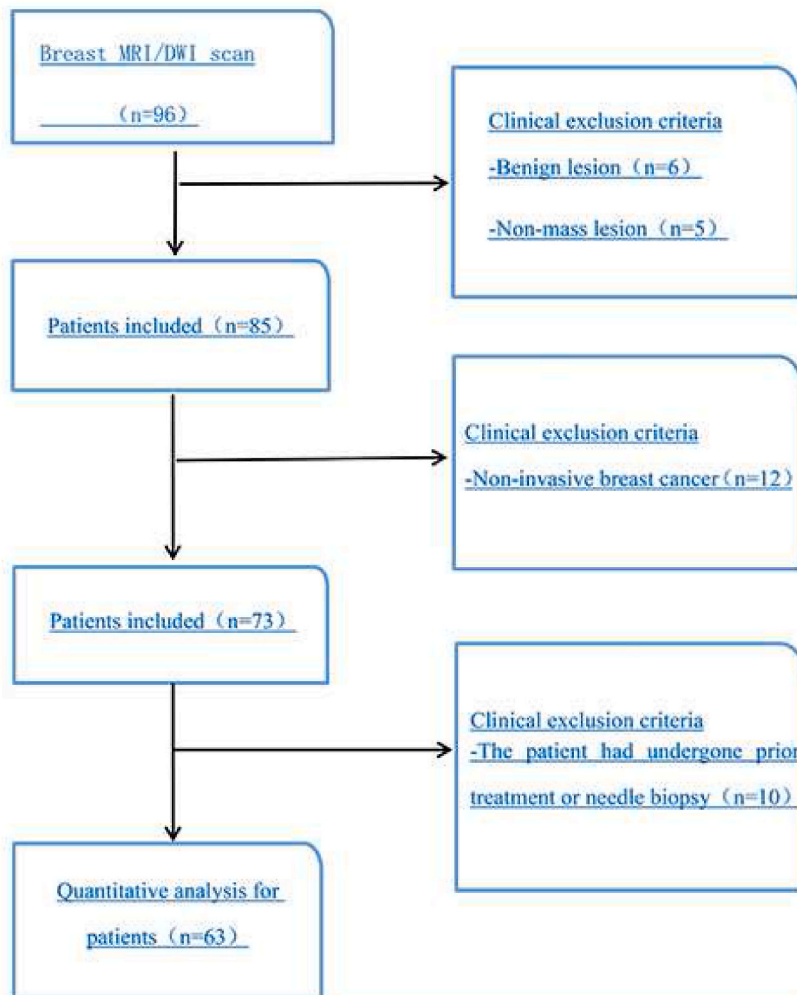 Breast MRI/DWI scan
（n=96）
Clinical exclusion criteria
-Benign lesion（n=6）
-Non-mass lesion（n=5）
Patients included（n=85）
Clinical exclusion criteria
-Non-invasive breast cancer（n=12）
Patients included（n=73）
Clinical exclusion criteria
-The patient had undergone prior
treatment or needle biopsy（n=10）
Quantitative analysis for
patients（n=63）